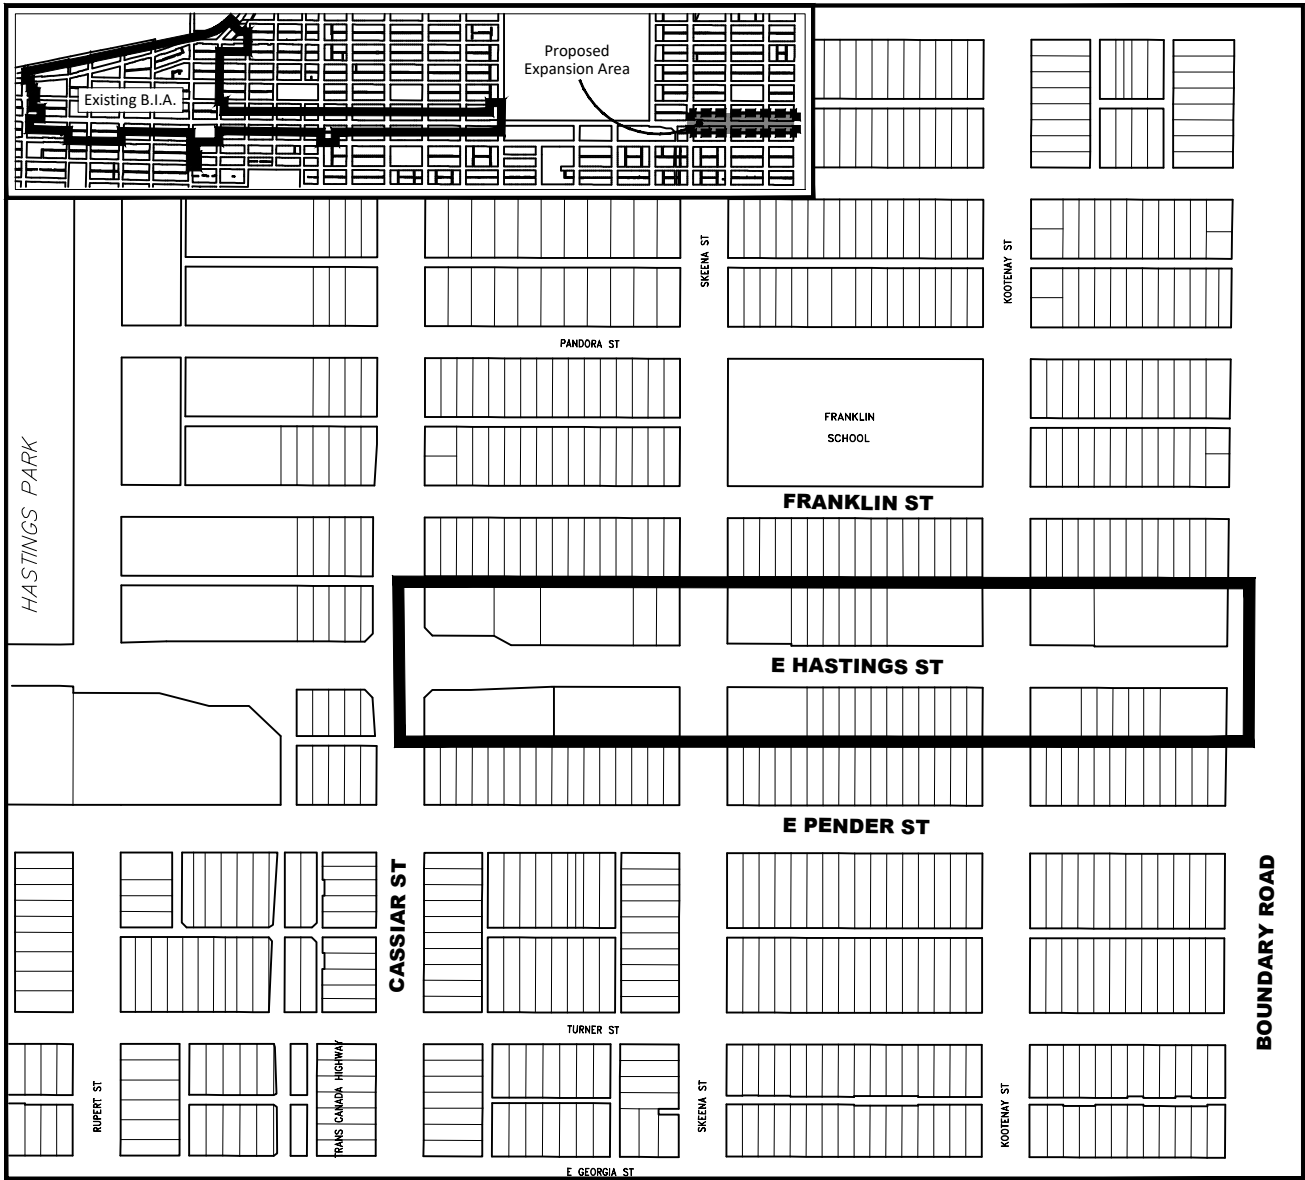 Proposed
Expansion Area
Existing B.I.A.
SKEENA ST
KOOTENAY ST
PANDORA ST
FRANKLIN
SCHOOL
HASTINGS PARK
FRANKLIN ST
E HASTINGS ST
E PENDER ST
CASSIAR ST
BOUNDARY ROAD
TURNER ST
RUPERT ST
TRANS CANADA HIGHWAY
SKEENA ST
KOOTENAY ST
E GEORGIA ST